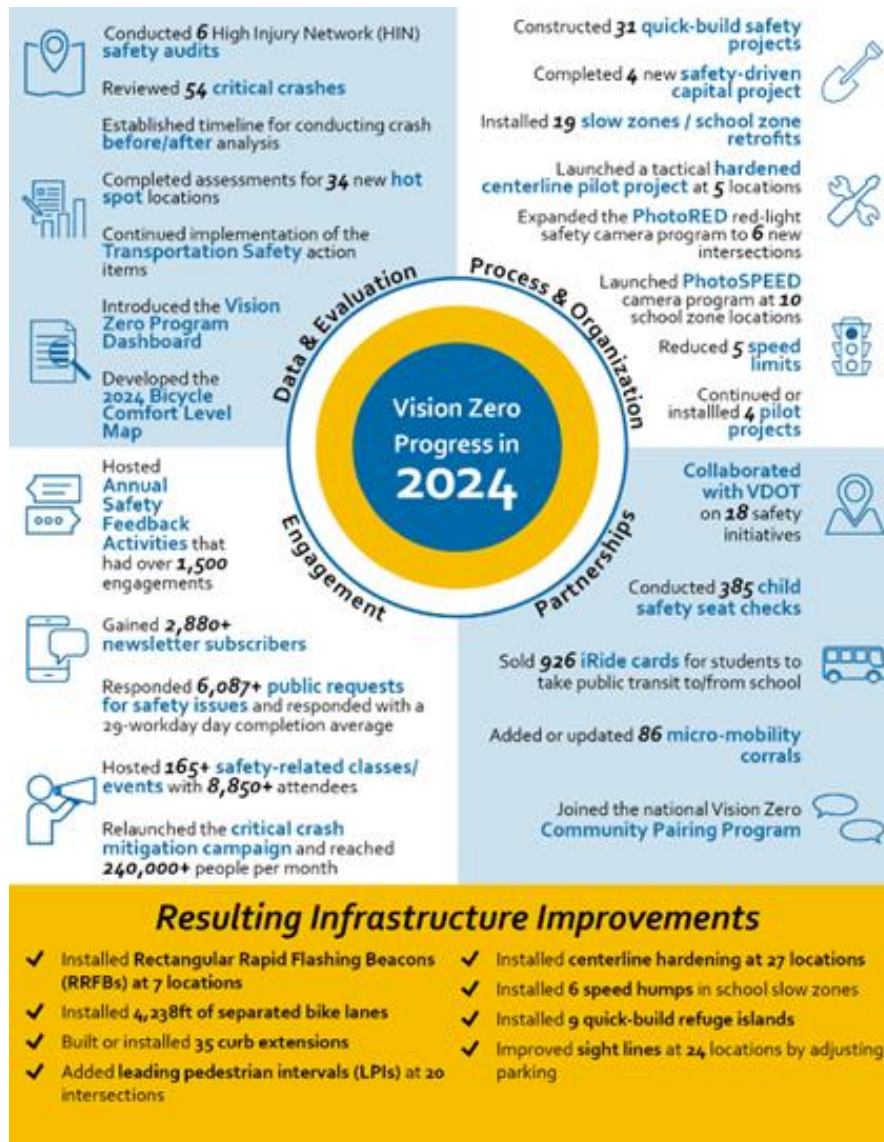 Conducted 6 High Injury Network (HIN)
safety audits
Reviewed 54 critical crashes
Established timeline for conducting crash
before/after analysis
Completed assessments for 34 new hot
spot locations
Continued implementation of the
Transportation Safety action
items
Introduced the Vision
Zero Program
Dashboard
Developed the
2024 Bicycle
Comfort Level
Map
Constructed 31 quick-build safety
projects
Completed 4 new safety-driven
capital project
Installed 19 slow zones / school zone
retrofits
Launched a tactical hardened
centerline pilot project at 5 locations
Expanded the PhotoRED red-light
safety camera program to 6 new
intersections
Launched PhotoSPEED
camera program at 10
school zone locations
Reduced 5 speed
limits
Continued or
installled 4 pilot
projects
Data & Evaluation
Process & Organization
Vision Zero
Progress in
2024
Engagement
Partnerships
Hosted
Annual
Safety
Feedback
Activities that
had over 1,500
engagements
Gained 2,880+
newsletter subscribers
Responded 6,087+ public requests
for safety issues and responded with a
29-workday day completion average
Hosted 165+ safety-related classes/
events with 8,850+ attendees
Relaunched the critical crash
mitigation campaign and reached
240,000+ people per month
Collaborated
with VDOT
on 18 safety
initiatives
Conducted 385 child
safety seat checks
Sold 926 iRide cards for students to
take public transit to/from school
Added or updated 86 micro-mobility
corrals
Joined the national Vision Zero
Community Pairing Program
Resulting Infrastructure Improvements
✓ Installed Rectangular Rapid Flashing Beacons
(RRFBs) at 7 locations
✓ Installed 4,238ft of separated bike lanes
✓ Built or installed 35 curb extensions
✓ Added leading pedestrian intervals (LPIs) at 20
intersections
✓ Installed centerline hardening at 27 locations
✓ Installed 6 speed humps in school slow zones
✓ Installed 9 quick-build refuge islands
✓ Improved sight lines at 24 locations by adjusting
parking